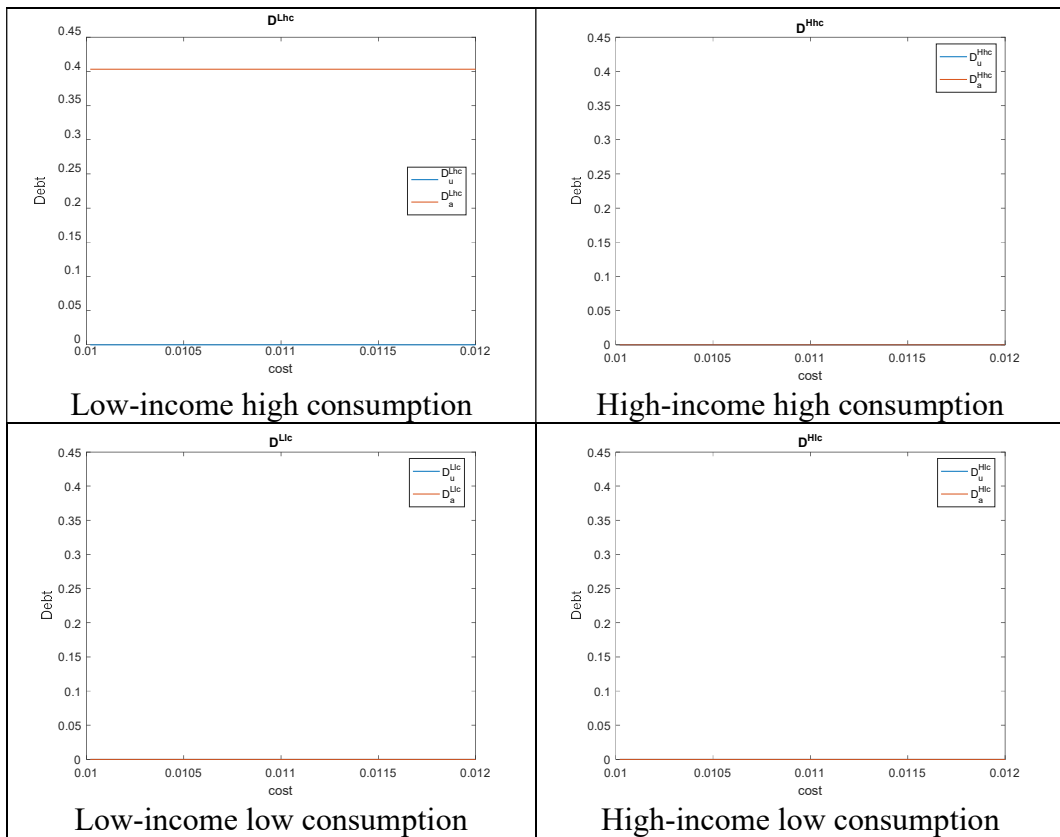 D^Lhc
0.45
0.4
0.35
0.3
0.25
0.2
0.15
0.1
0.05
0
Debt
D_u^Lhc
D_a^Lhc
0.01 0.0105 0.011 0.0115 0.012
cost
Low-income high consumption
D^Hhc
0.45
0.4
0.35
0.3
0.25
0.2
0.15
0.1
0.05
0
Debt
D_u^Hhc
D_a^Hhc
0.01 0.0105 0.011 0.0115 0.012
cost
High-income high consumption
D^Llc
0.45
0.4
0.35
0.3
0.25
0.2
0.15
0.1
0.05
0
Debt
D_u^Llc
D_a^Llc
0.01 0.0105 0.011 0.0115 0.012
cost
Low-income low consumption
D^Hlc
0.45
0.4
0.35
0.3
0.25
0.2
0.15
0.1
0.05
0
Debt
D_u^Hlc
D_a^Hlc
0.01 0.0105 0.011 0.0115 0.012
cost
High-income low consumption